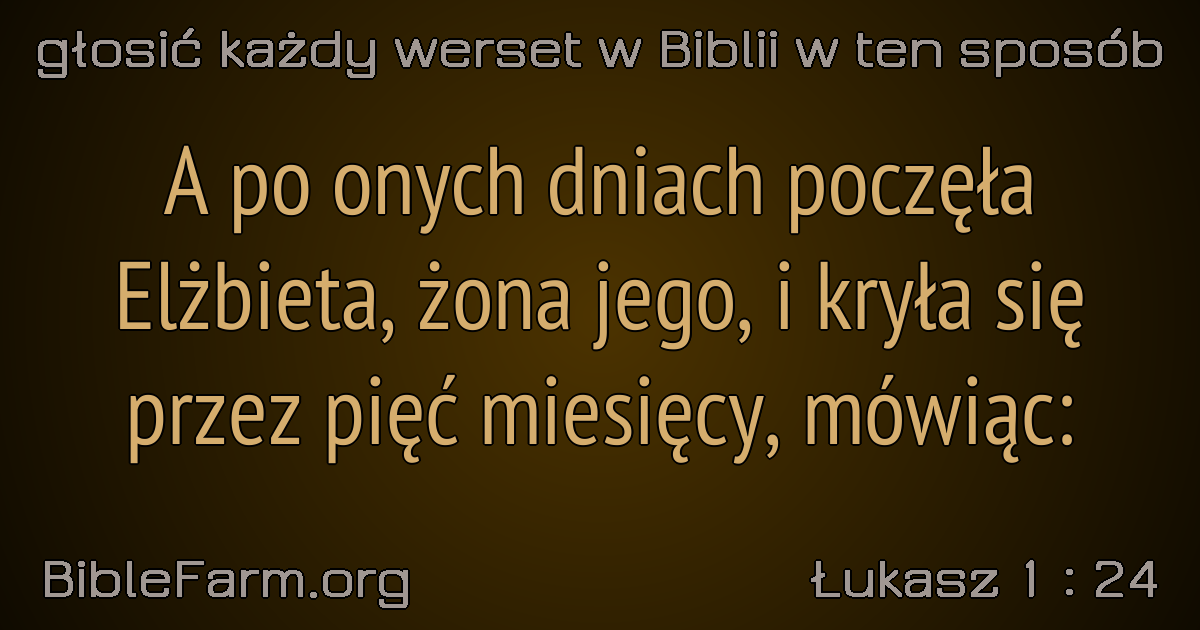 głosić każdy werset w Biblii w ten sposób
A po onych dniach poczęła
Elżbieta, żona jego, i kryła się
przez pięć miesięcy, mówiąc:
BibleFarm.org
Łukasz 1 : 24